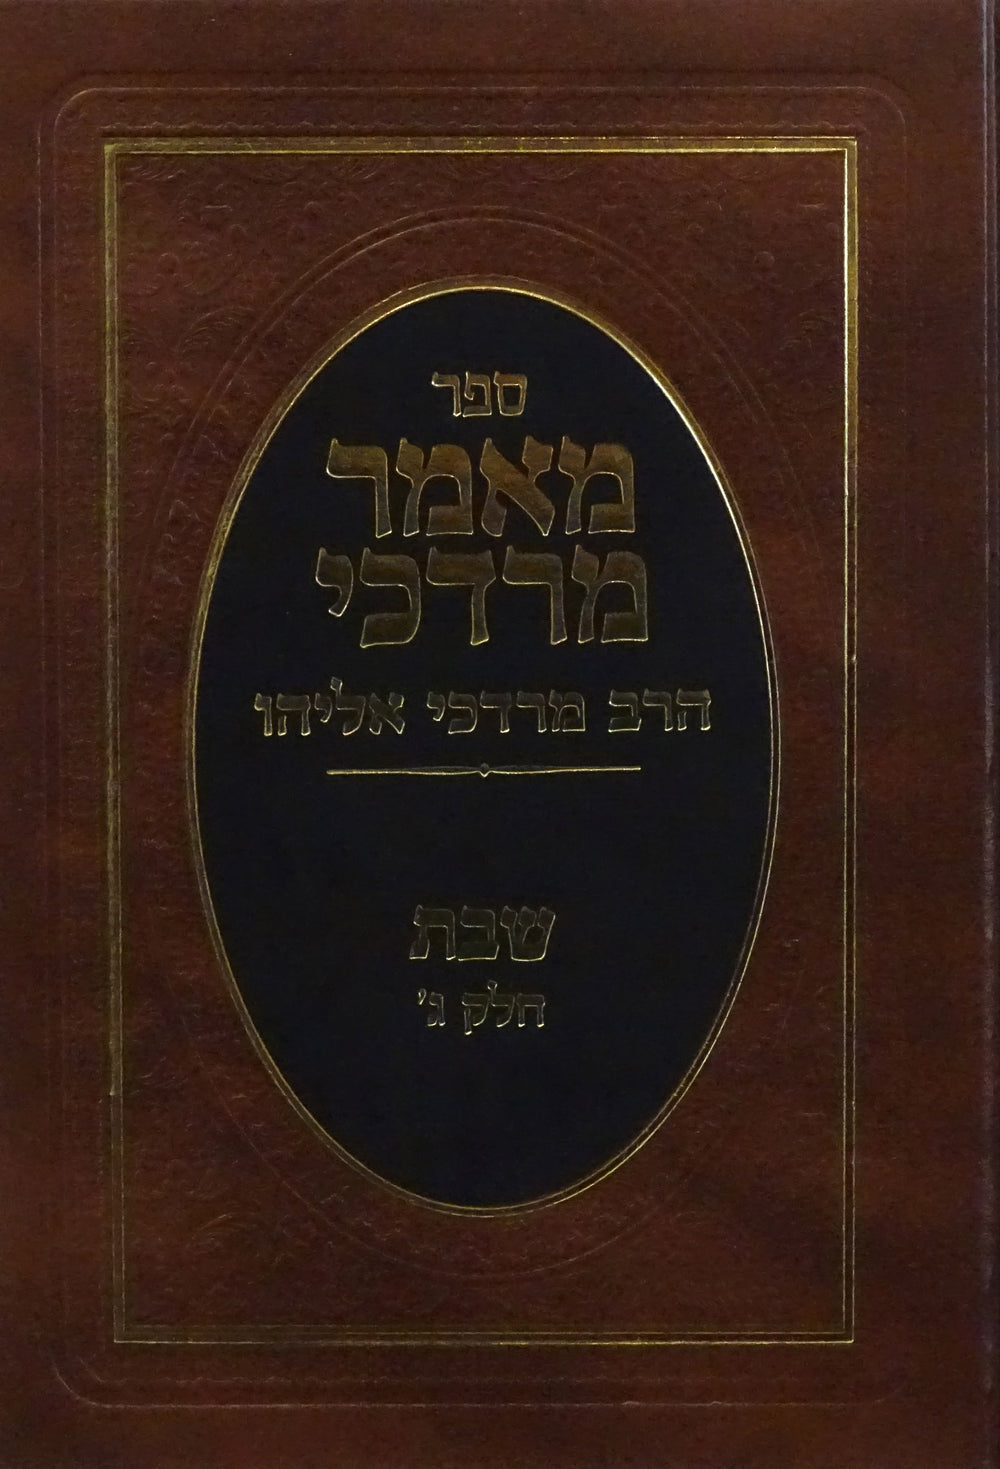 ספר
מאמר
מרדכי
הרב מרדכי אליהו
שבת
חלק ג'